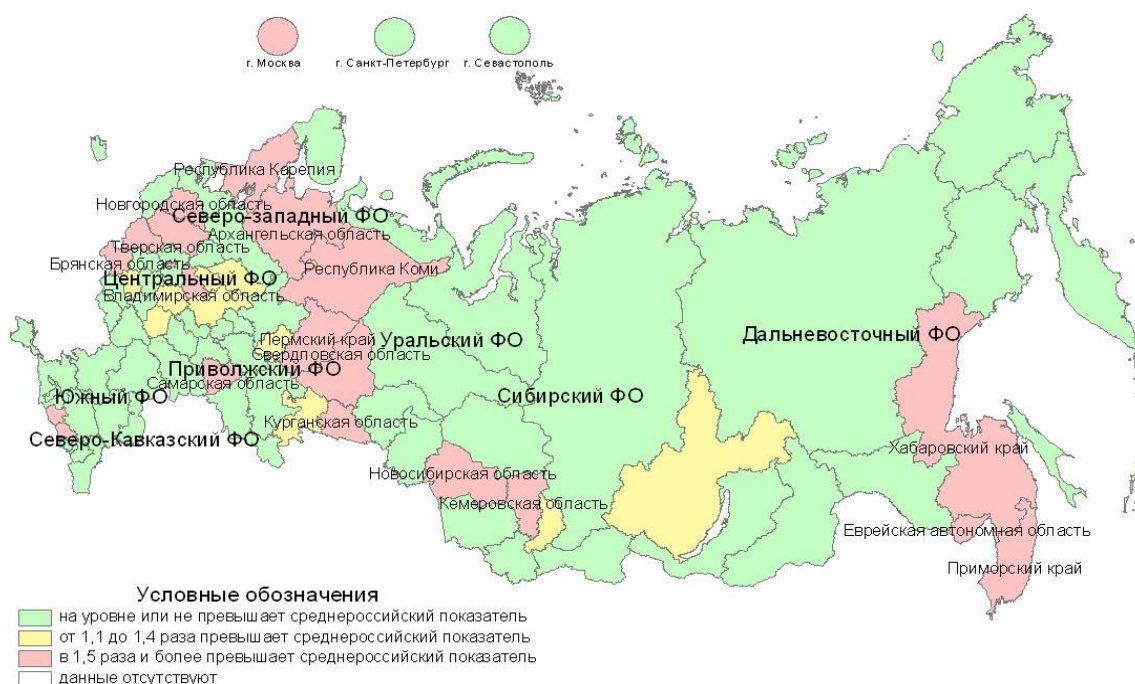 г. Москва
г. Санкт-Петербург
г. Севастополь
Республика Карелия
Новгородская область
Северо-западный ФО
Архангельская область
Тверская область
Брянская область
Республика Коми
Центральный ФО
Владимирская область
Пермский край
Уральский ФО
Дальневосточный ФО
Свердловская область
Приволжский ФО
Самарская область
Южный ФО
Сибирский ФО
Курганская область
Северо-Кавказский ФО
Хабаровский край
Новосибирская область
Кемеровская область
Еврейская автономная область
Приморский край
Условные обозначения
на уровне или не превышает среднероссийский показатель
от 1,1 до 1,4 раза превышает среднероссийский показатель
в 1,5 раза и более превышает среднероссийский показатель
данные отсутствуют